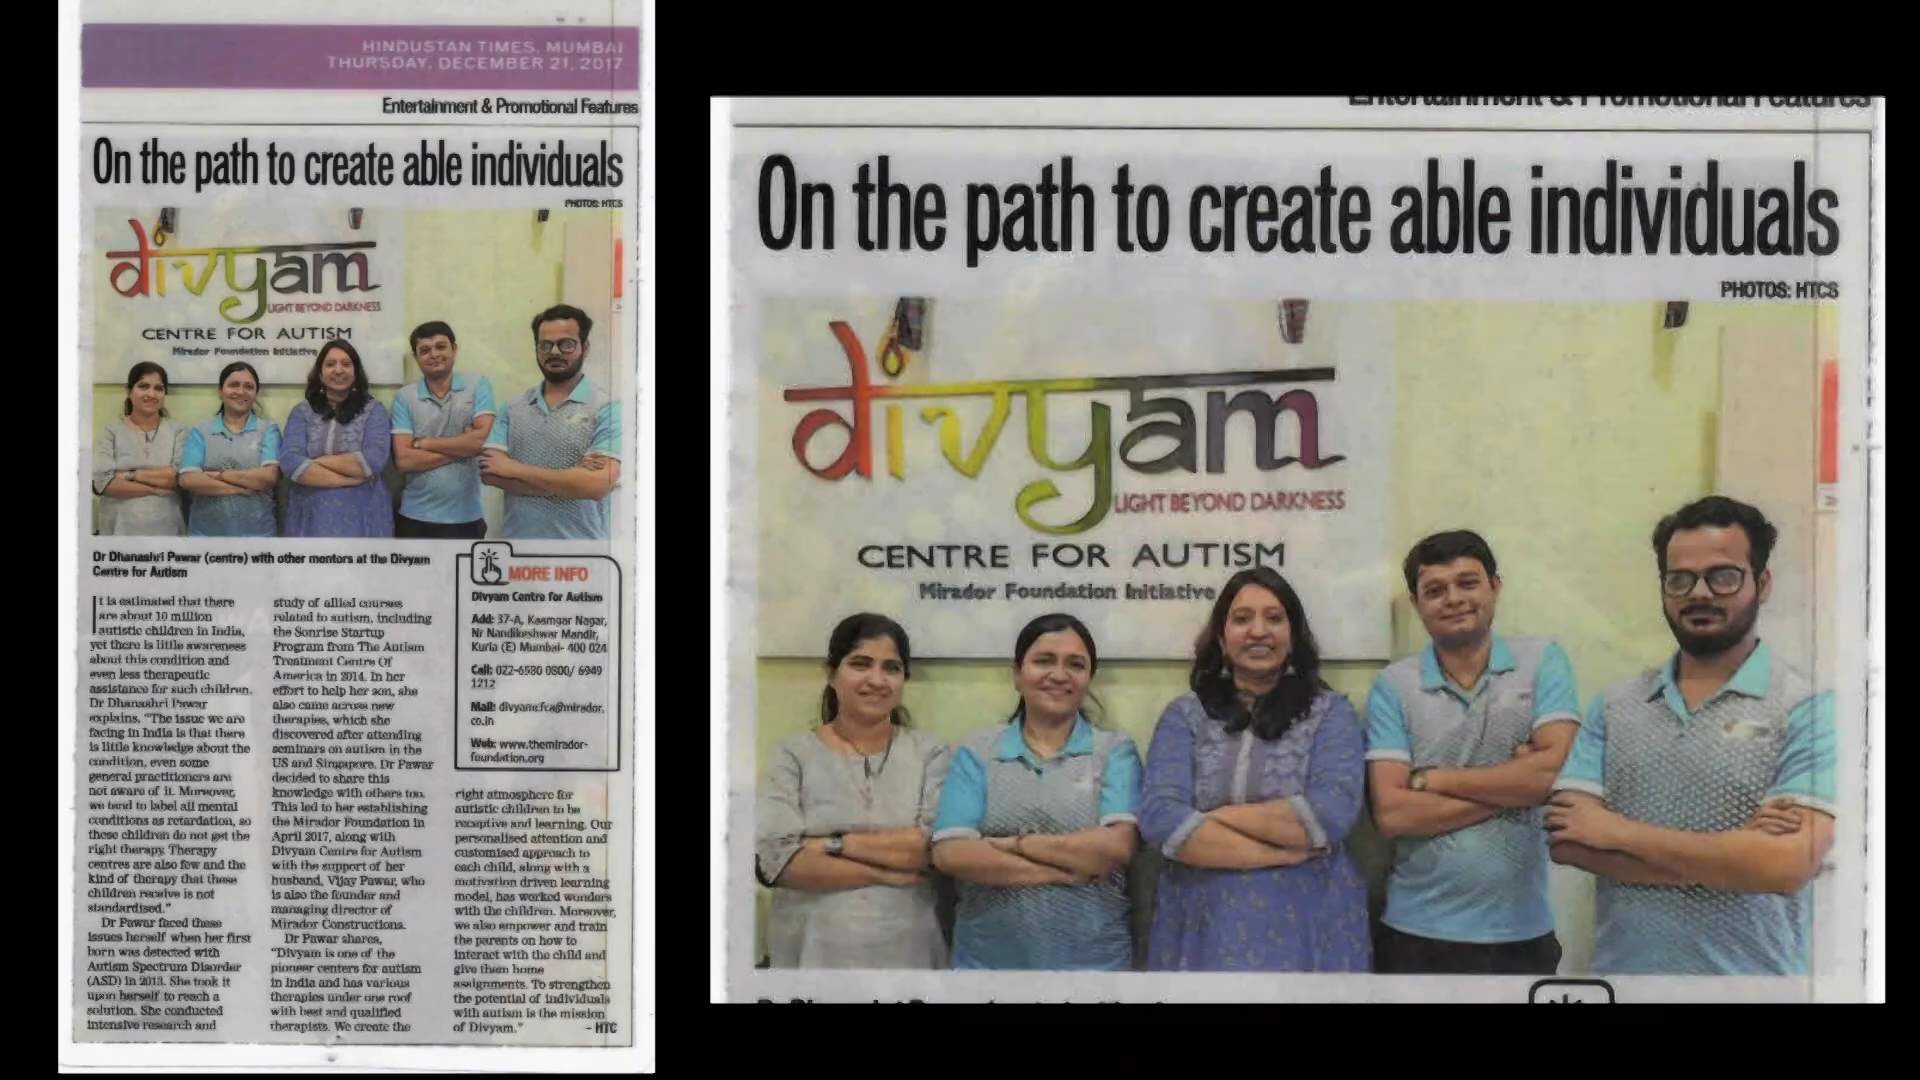 HINDUSTAN TIMES, MUMBAI
THURSDAY, DECEMBER 21, 2017
Entertainment & Promotional Features
On the path to create able individuals
PHOTOS: HTCS
divyam
LIGHT BEYOND DARKNESS
CENTRE FOR AUTISM
Mirador Foundation Initiative
Dr Dhanashri Pawar (centre) with other mentors at the Divyam
Centre for Autism
It is estimated that there
are about 10 million
autistic children in India,
yet there is little awareness
about this condition and
even less therapeutic
assistance for such children.
Dr Dhanashri Pawar
explains, "The issue we are
facing in India is that there
is little knowledge about the
condition, even some
general practitioners are
not aware of it. Moreover,
we tend to label all mental
conditions as retardation, so
these children do not get the
right therapy. Therapy
centres are also few and the
kind of therapy that these
children receive is not
standardised."
Dr Pawar faced these
issues herself when her first
born was detected with
Autism Spectrum Disorder
(ASD) in 2013. She took it
upon herself to reach a
solution. She conducted
intensive research and
study of allied courses
related to autism, including
the Sonrise Startup
Program from The Autism
Treatment Centre Of
America in 2014. In her
effort to help her son, she
also came across new
therapies, which she
discovered after attending
seminars on autism in the
US and Singapore. Dr Pawar
decided to share this
knowledge with others too.
This led to her establishing
the Mirador Foundation in
April 2017, along with
Divyam Centre for Autism
with the support of her
husband, Vijay Pawar, who
is also the founder and
managing director of
Mirador Constructions.
Dr Pawar shares,
"Divyam is one of the
pioneer centers for autism
in India and has various
therapies under one roof
with best and qualified
therapists. We create the
MORE INFO
Divyam Centre for Autism
Add: 37-A, Kaamgar Nagar,
Nr Nandikeshwar Mandir,
Kurla (E) Mumbai- 400 024
Call: 022-6580 0800/ 6949
1212
Mail: divyamcfca@mirador.
co.in
Web: www.themirador-
foundation.org
right atmosphere for
autistic children to be
receptive and learning. Our
personalised attention and
customised approach to
each child, along with a
motivation driven learning
model, has worked wonders
with the children. Moreover,
we also empower and train
the parents on how to
interact with the child and
give them home
assignments. To strengthen
the potential of individuals
with autism is the mission
of Divyam."
– HTC
Entertainment & Promotional Features
On the path to create able individuals
PHOTOS: HTCS
divyam
LIGHT BEYOND DARKNESS
CENTRE FOR AUTISM
Mirador Foundation Initiative